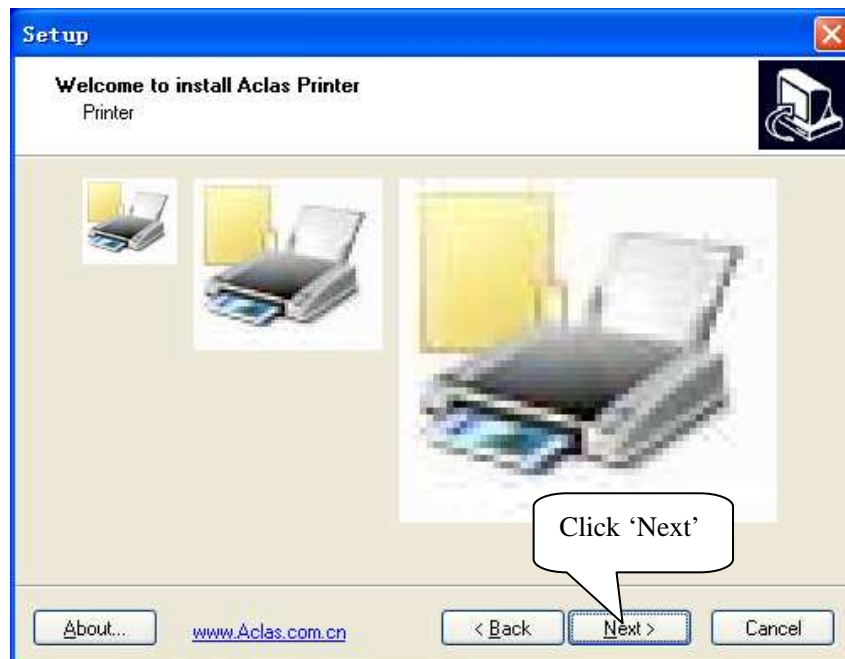 Setup
Welcome to install Aclas Printer
Printer
Click ‘Next’
About...
www.Aclas.com.cn
< Back
Next >
Cancel